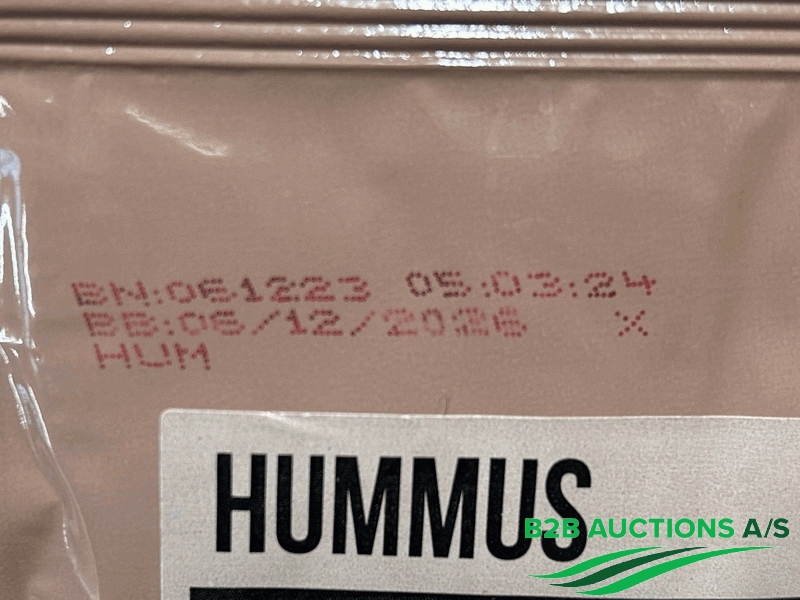 BN:061223 05:03:24
BB:06/12/2026 X
HUM
HUMMUS
B2B AUCTIONS A/S